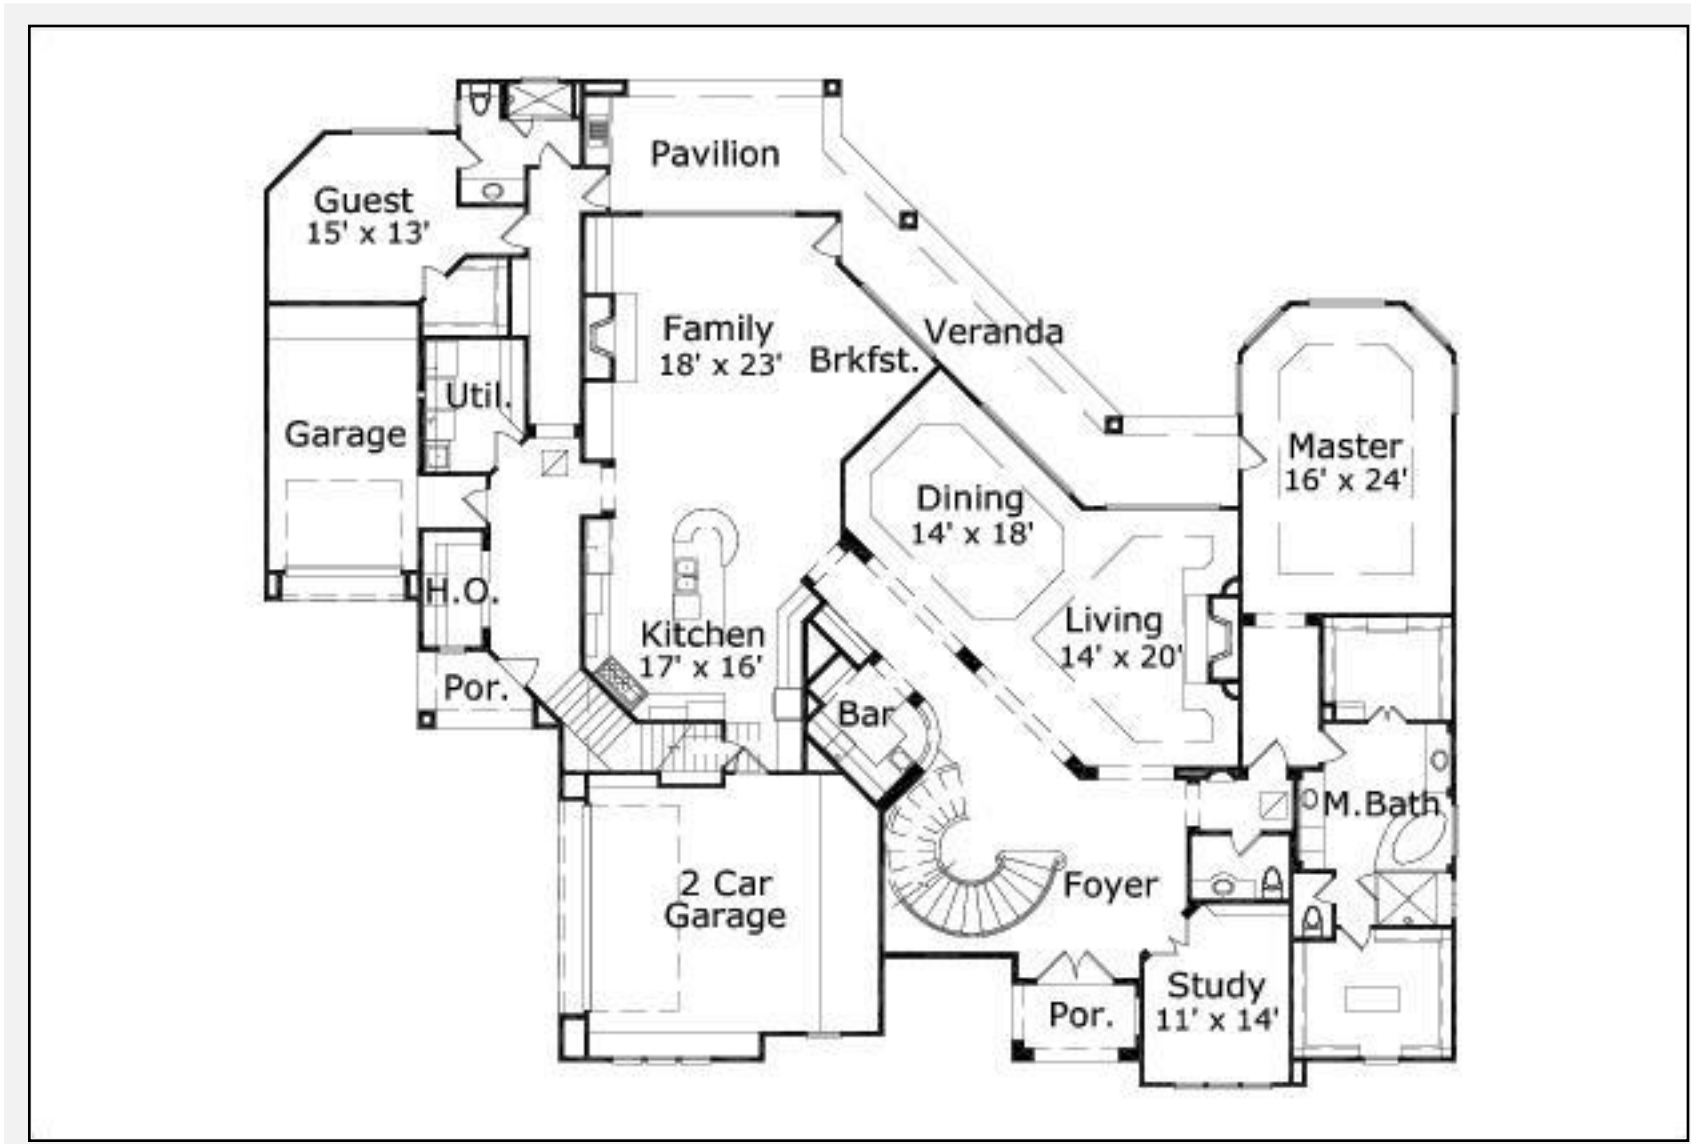 Pavilion
Guest
15' x 13'
Family
18' x 23'
Brkfst.
Veranda
Util.
Garage
Master
16' x 24'
Dining
14' x 18'
H.O.
Kitchen
17' x 16'
Living
14' x 20'
Por.
Bar
M.Bath
2 Car
Garage
Foyer
Study
11' x 14'
Por.